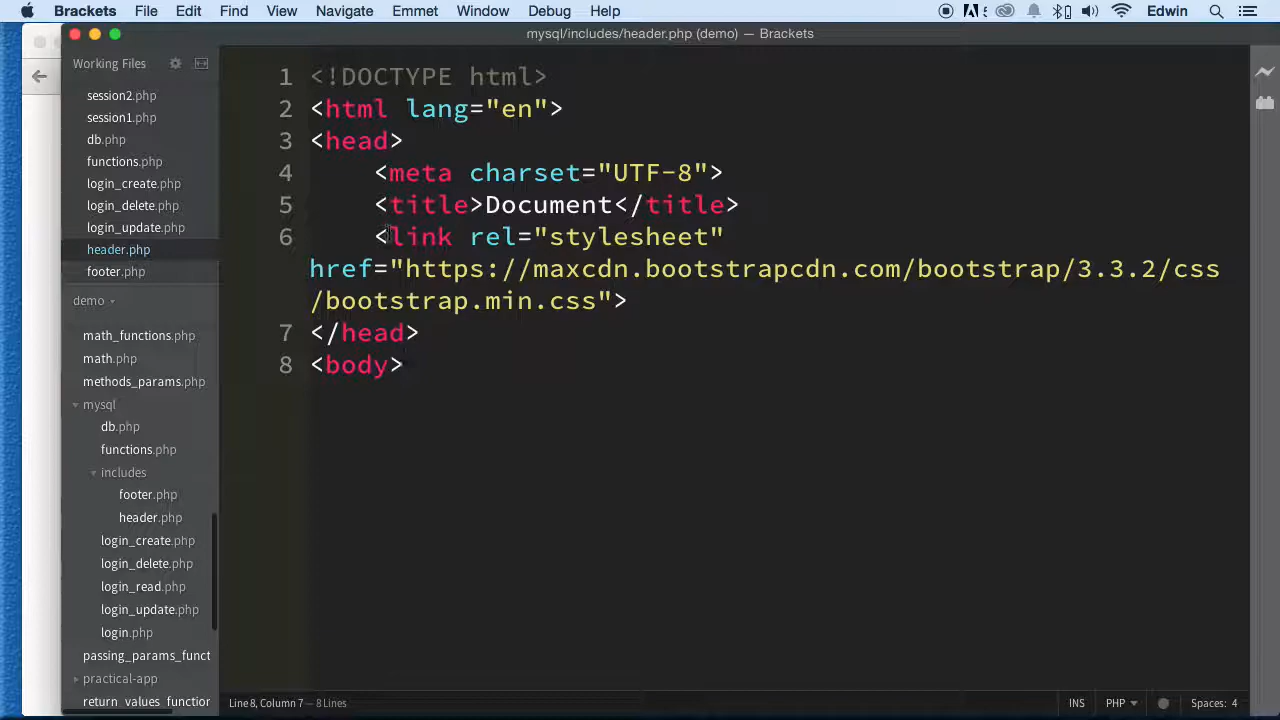 Brackets File Edit Find View Navigate Emmet Window Debug Help Edwin
mysql/includes/header.php (demo) — Brackets
Working Files
session2.php
session1.php
db.php
functions.php
login_create.php
login_delete.php
login_update.php
header.php
footer.php
demo
math_functions.php
math.php
methods_params.php
mysql
db.php
functions.php
includes
footer.php
header.php
login_create.php
login_delete.php
login_read.php
login_update.php
login.php
passing_params_funct
practical-app
return_values_function
1 <!DOCTYPE html>
2 <html lang="en">
3 <head>
4 <meta charset="UTF-8">
5 <title>Document</title>
6 <link rel="stylesheet"
href="https://maxcdn.bootstrapcdn.com/bootstrap/3.3.2/css
/bootstrap.min.css">
7 </head>
8 <body>
Line 8, Column 7 — 8 Lines
INS PHP Spaces: 4